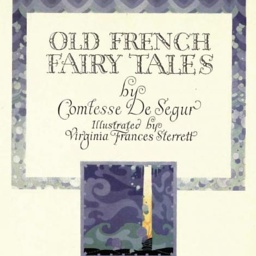 OLD FRENCH
FAIRY TALES
by
Comtesse De Segur
Illustrated by
Virginia Frances Sterrett